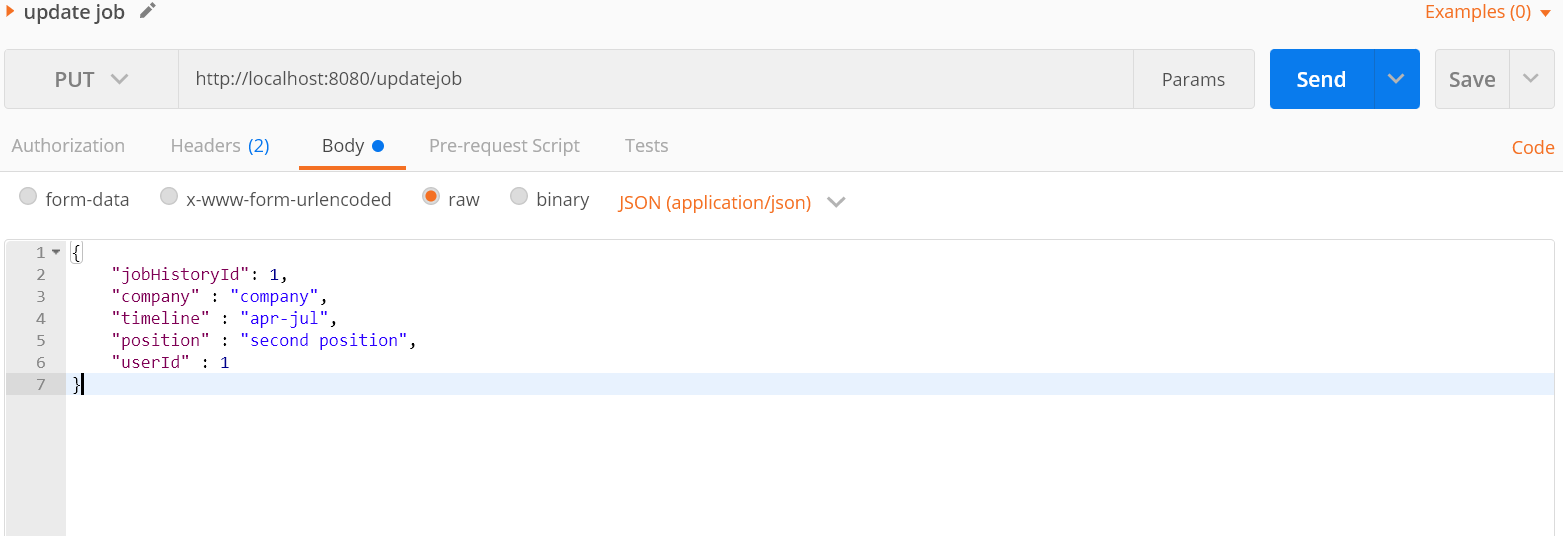 update job
Examples (0)
PUT
http://localhost:8080/updatejob
Params
Send
Save
Authorization
Headers (2)
Body
Pre-request Script
Tests
Code
form-data
x-www-form-urlencoded
raw
binary
JSON (application/json)
1 {
2 "jobHistoryId": 1,
3 "company" : "company",
4 "timeline" : "apr-jul",
5 "position" : "second position",
6 "userId" : 1
7 }